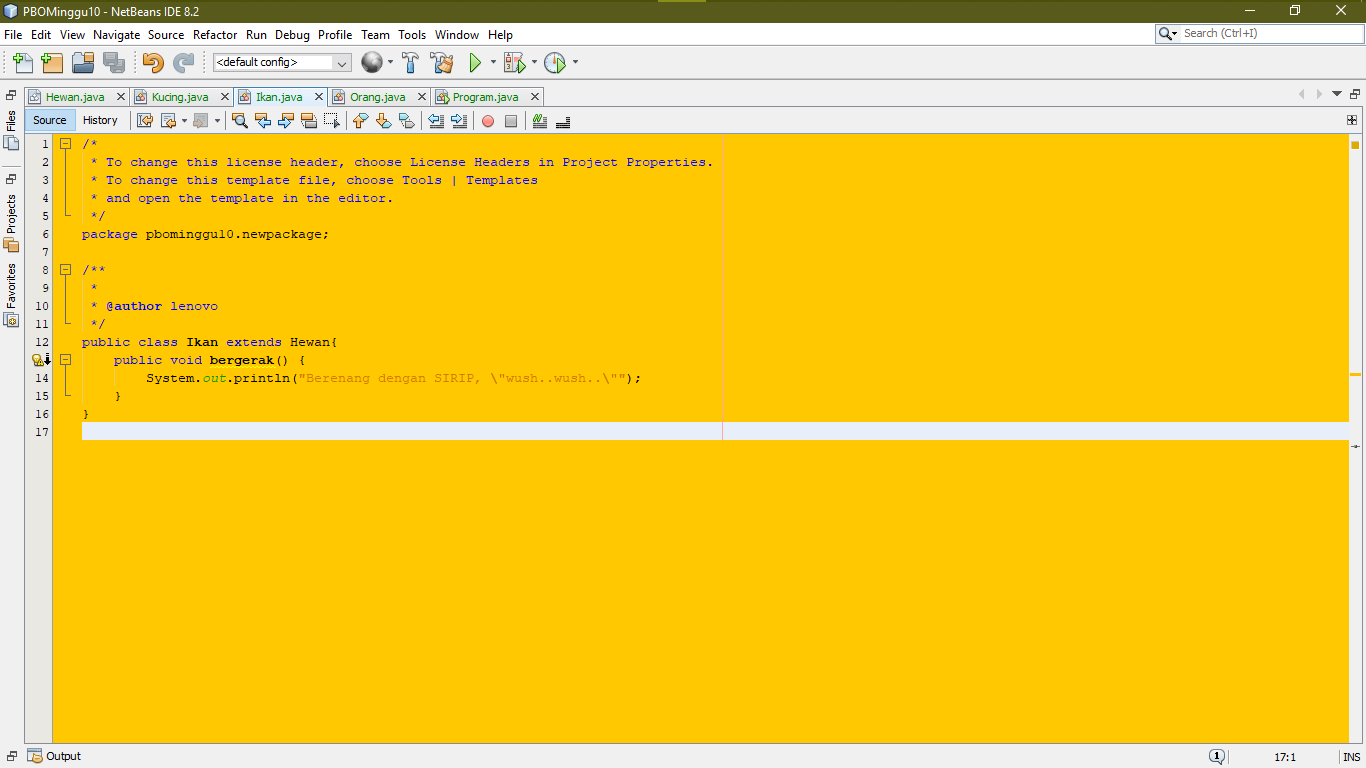 PBOMinggu10 - NetBeans IDE 8.2
File Edit View Navigate Source Refactor Run Debug Profile Team Tools Window Help
Search (Ctrl+I)
<default config>
Hewan.java Kucing.java Ikan.java Orang.java Program.java
Source History
Files
Projects
Favorites
1 /*
2  * To change this license header, choose License Headers in Project Properties.
3  * To change this template file, choose Tools | Templates
4  * and open the template in the editor.
5  */
6 package pbominggu10.newpackage;
7
8 /**
9  *
10  * @author lenovo
11  */
12 public class Ikan extends Hewan{
    public void bergerak() {
14         System.out.println("Berenang dengan SIRIP, \"wush..wush..\"");
15     }
16 }
17
Output
1
17:1
INS